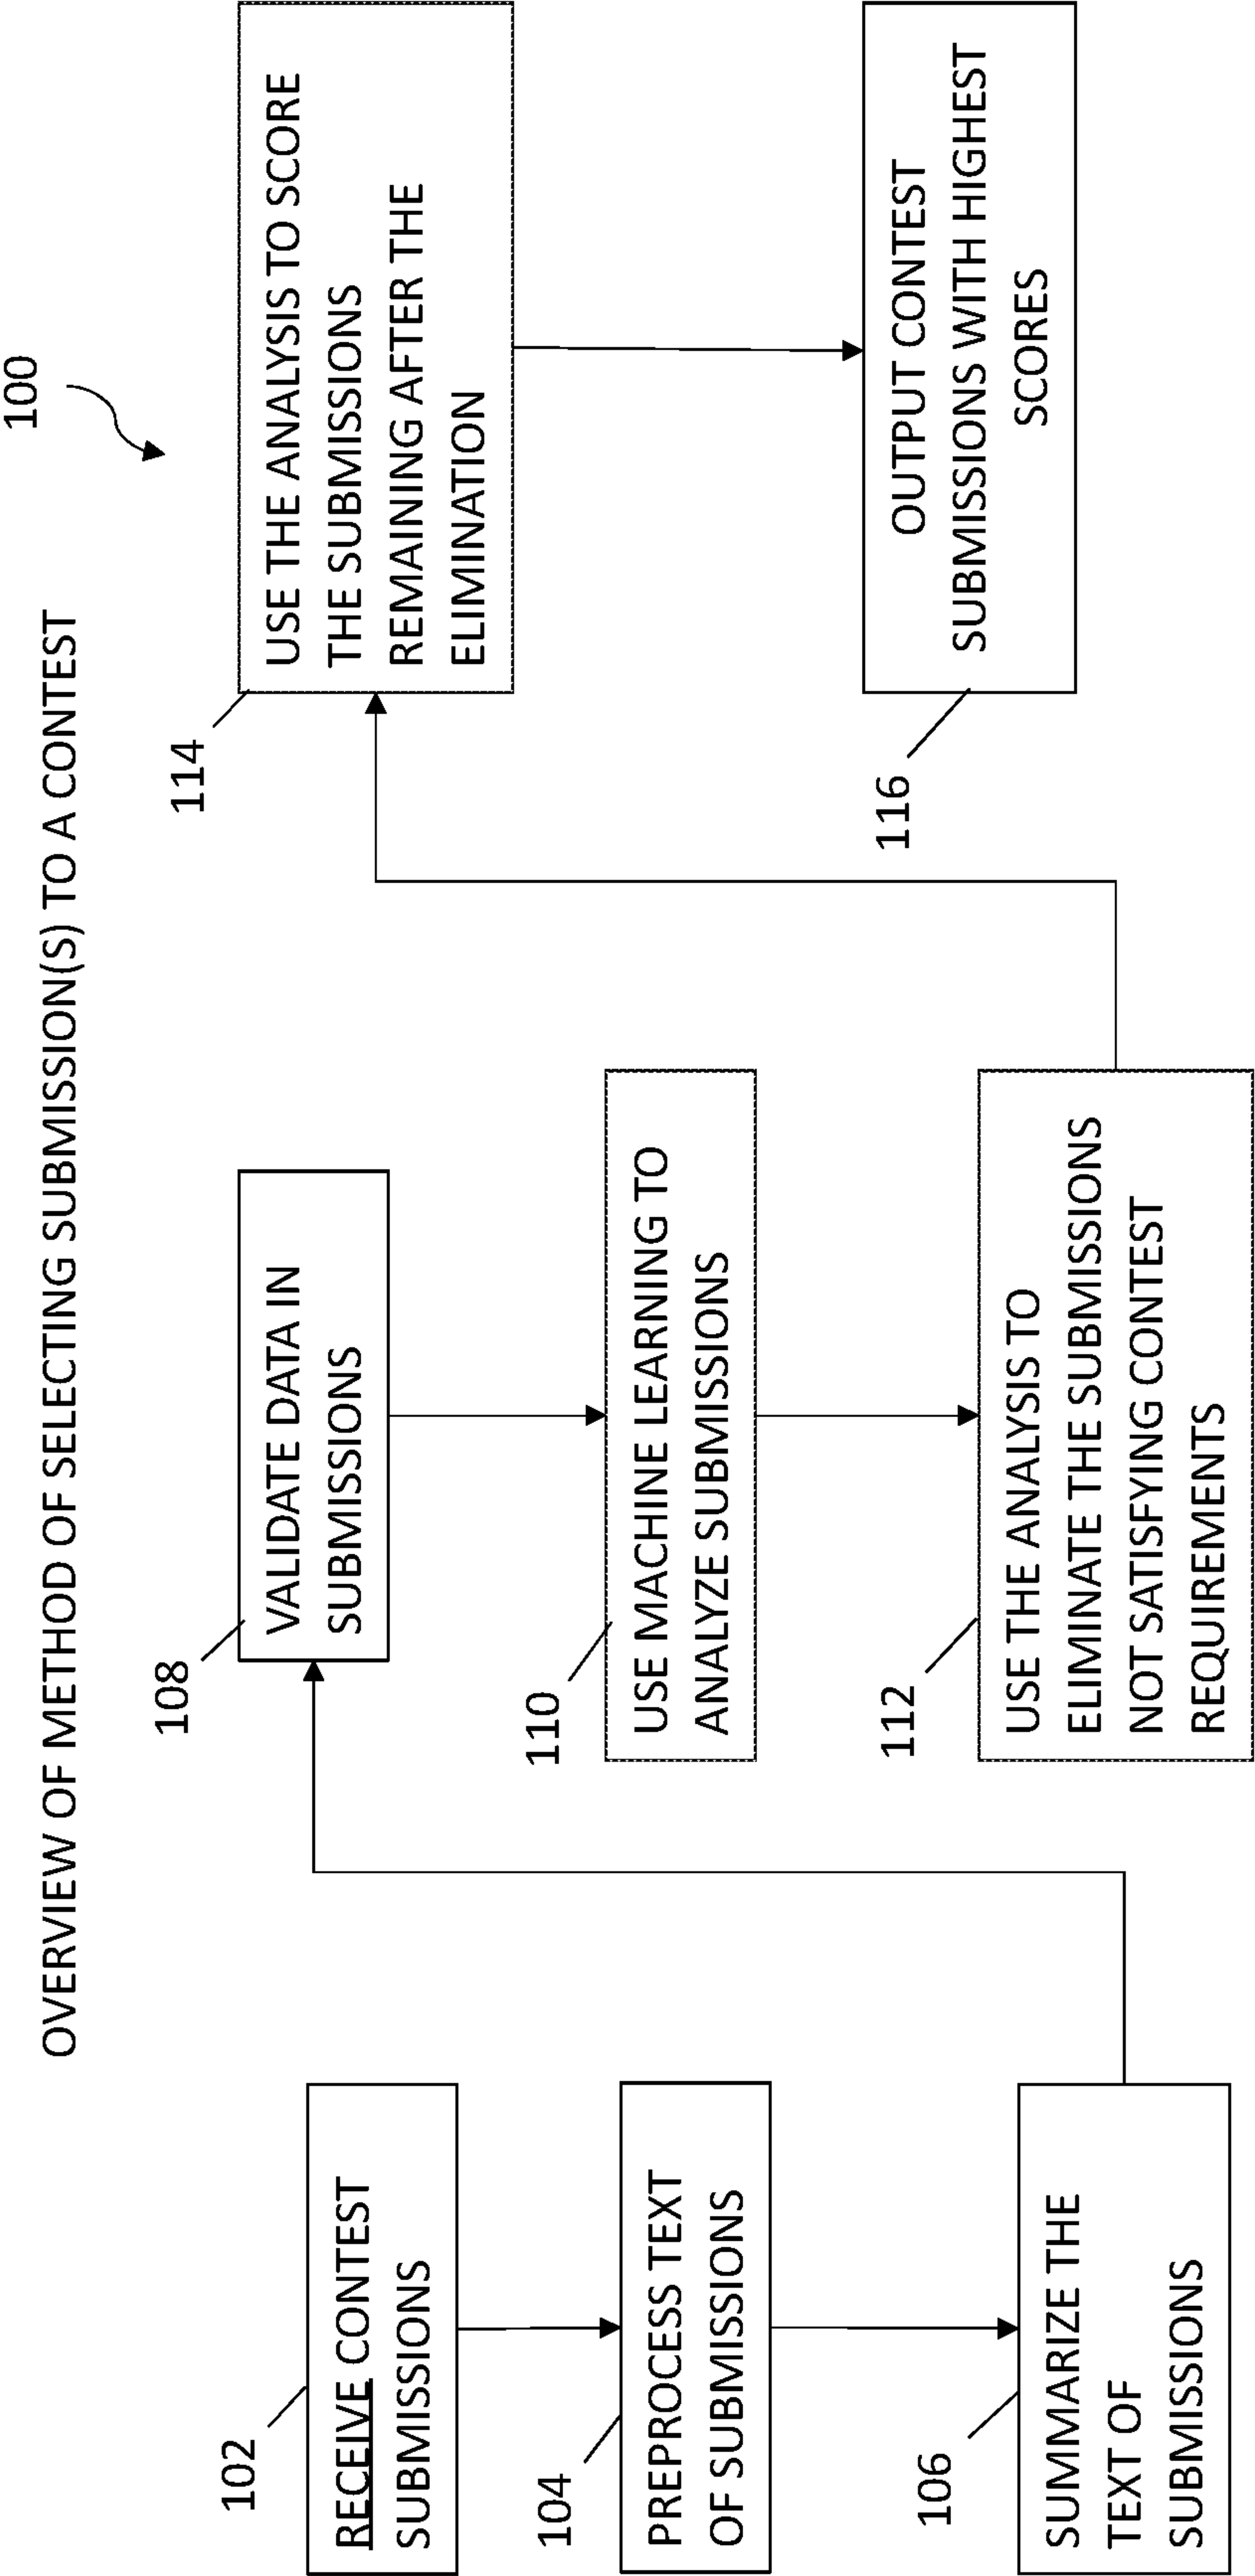 OVERVIEW OF METHOD OF SELECTING SUBMISSION(S) TO A CONTEST
100
102
RECEIVE CONTEST
SUBMISSIONS
104
PREPROCESS TEXT
OF SUBMISSIONS
106
SUMMARIZE THE
TEXT OF
SUBMISSIONS
108
VALIDATE DATA IN
SUBMISSIONS
110
USE MACHINE LEARNING TO
ANALYZE SUBMISSIONS
112
USE THE ANALYSIS TO
ELIMINATE THE SUBMISSIONS
NOT SATISFYING CONTEST
REQUIREMENTS
114
USE THE ANALYSIS TO SCORE
THE SUBMISSIONS
REMAINING AFTER THE
ELIMINATION
116
OUTPUT CONTEST
SUBMISSIONS WITH HIGHEST
SCORES